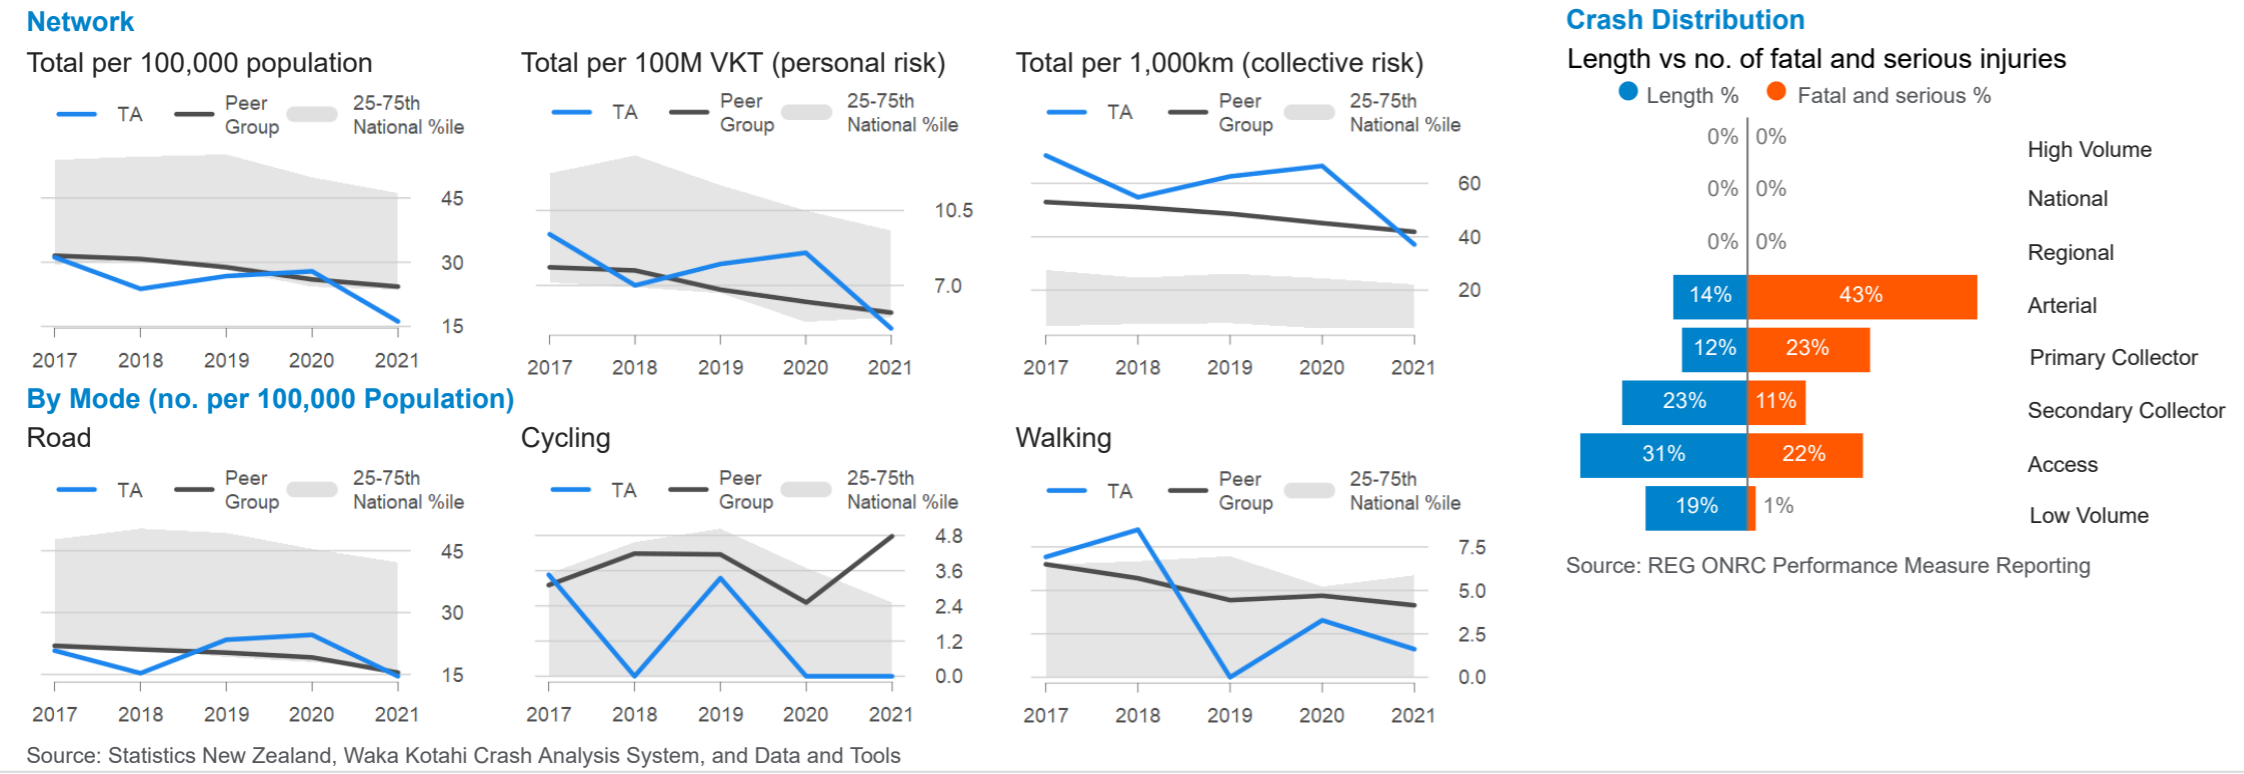 Network
Total per 100,000 population
TA
Peer
Group
25-75th
National %ile
45
30
15
2017 2018 2019 2020 2021
Total per 100M VKT (personal risk)
TA
Peer
Group
25-75th
National %ile
10.5
7.0
2017 2018 2019 2020 2021
Total per 1,000km (collective risk)
TA
Peer
Group
25-75th
National %ile
60
40
20
2017 2018 2019 2020 2021
By Mode (no. per 100,000 Population)
Road
TA
Peer
Group
25-75th
National %ile
45
30
15
2017 2018 2019 2020 2021
Cycling
TA
Peer
Group
25-75th
National %ile
4.8
3.6
2.4
1.2
0.0
2017 2018 2019 2020 2021
Walking
TA
Peer
Group
25-75th
National %ile
7.5
5.0
2.5
0.0
2017 2018 2019 2020 2021
Source: Statistics New Zealand, Waka Kotahi Crash Analysis System, and Data and Tools
Crash Distribution
Length vs no. of fatal and serious injuries
Length % Fatal and serious %
0% 0% High Volume
0% 0% National
0% 0% Regional
14% 43% Arterial
12% 23% Primary Collector
23% 11% Secondary Collector
31% 22% Access
19% 1% Low Volume
Source: REG ONRC Performance Measure Reporting